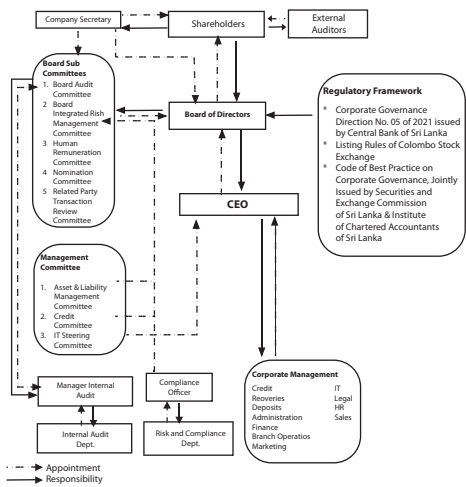 Company Secretary
Shareholders
External
Auditors
Board Sub
Committees
1. Board Audit
Committee
2 Board
Integrated Risk
Management
Committee
3 Human
Remuneration
Committee
4 Nomination
Committee
5 Related Party
Transaction
Review
Committee
Board of Directors
Regulatory Framework
* Corporate Governance
Direction No. 05 of 2021 issued
by Central Bank of Sri Lanka
* Listing Rules of Colombo Stock
Exchange
* Code of Best Practice on
Corporate Governance, Jointly
Issued by Securities and
Exchange Commission
of Sri Lanka & Institute
of Chartered Accountants
of Sri Lanka
CEO
Management
Committee
1. Asset & Liability
Management
Committee
2. Credit
Committee
3. IT Steering
Committee
Manager Internal
Audit
Compliance
Officer
Internal Audit
Dept.
Risk and Compliance
Dept.
Corporate Management
Credit IT
Reoveries Legal
Deposits HR
Administration Sales
Finance
Branch Operatios
Marketing
Appointment
Responsibility